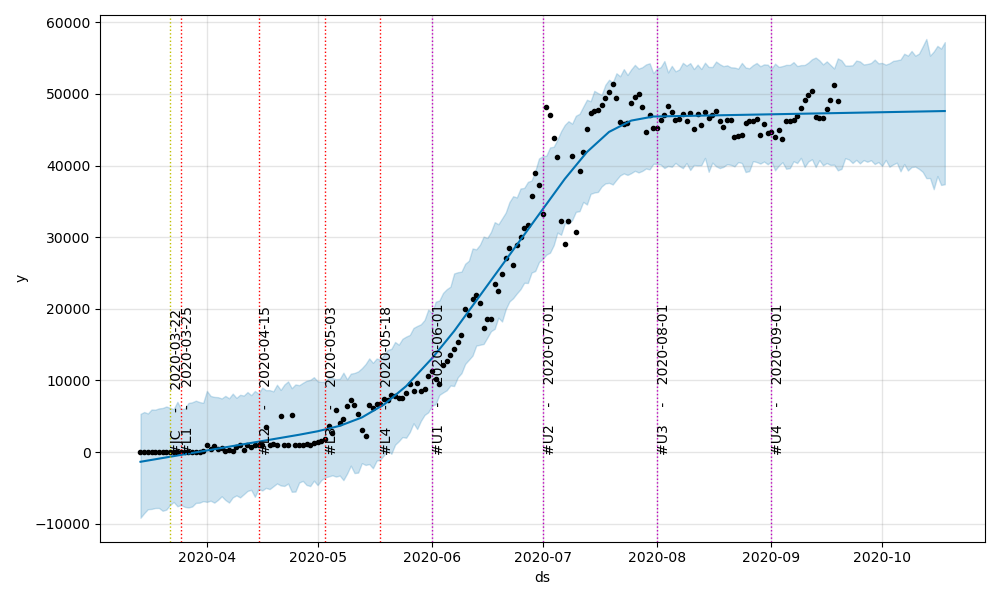 60000
50000
40000
30000
20000
10000
0
−10000
y
#JC - 2020-03-22
#L1 - 2020-03-25
#L2 - 2020-04-15
#L3 - 2020-05-03
#L4 - 2020-05-18
#U1 - 2020-06-01
#U2 - 2020-07-01
#U3 - 2020-08-01
#U4 - 2020-09-01
2020-04 2020-05 2020-06 2020-07 2020-08 2020-09 2020-10
ds